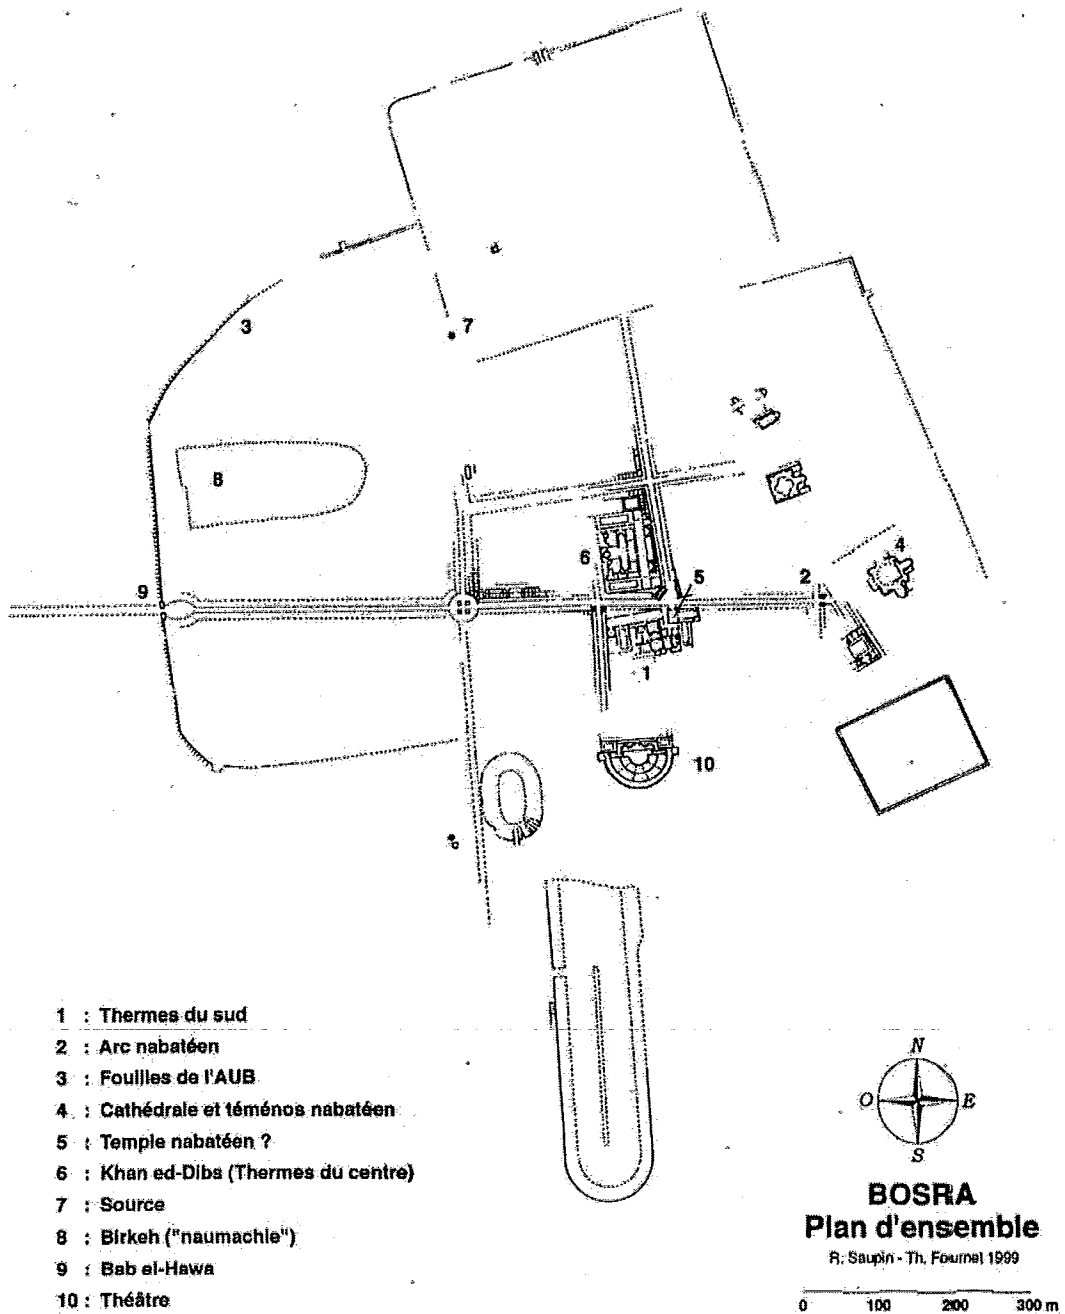 3
7
8
6
5
9
2
4
1
10
1 : Thermes du sud
2 : Arc nabatéen
3 : Fouilles de l'AUB
4 : Cathédrale et téménos nabatéen
5 : Temple nabatéen ?
6 : Khan ed-Dibs (Thermes du centre)
7 : Source
8 : Birkeh ("naumachie")
9 : Bab el-Hawa
10 : Théâtre
N
O
E
S
BOSRA
Plan d'ensemble
R. Saupin - Th. Fournet 1999
0 100 200 300 m